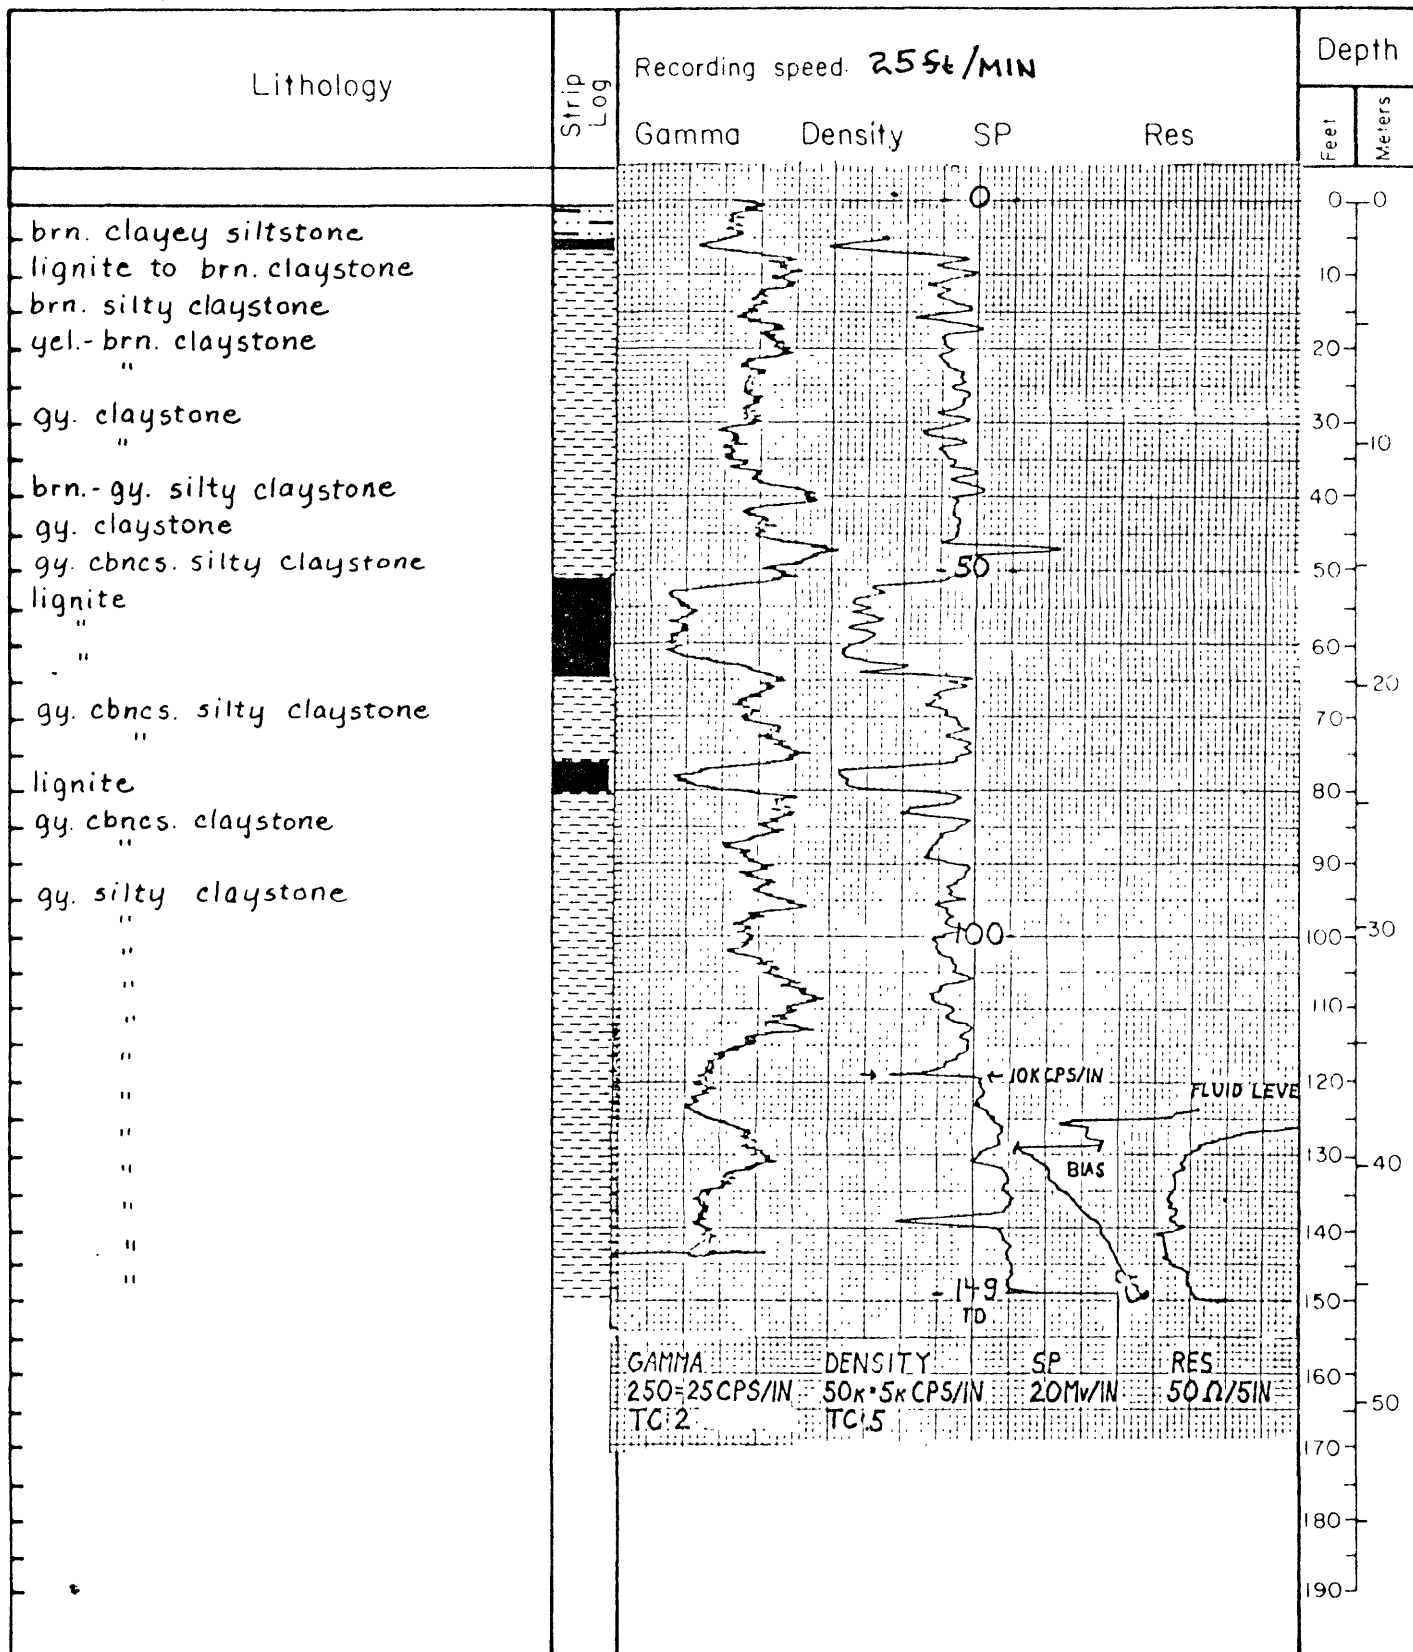 Lithology
Strip Log
Recording speed. 25 ft/MIN
Gamma Density SP Res
Depth
Feet
Meters
brn. clayey siltstone
lignite to brn. claystone
brn. silty claystone
yel.-brn. claystone
"
gy. claystone
"
brn.-gy. silty claystone
gy. claystone
gy. cbncs. silty claystone
lignite
"
"
gy. cbncs. silty claystone
"
lignite
gy. cbncs. claystone
"
gy. silty claystone
"
"
"
"
"
"
"
"
"
"
"
0
50
100
10K CPS/IN
FLUID LEVE
BIAS
149
TD
GAMMA DENSITY SP RES
250=25CPS/IN 50K=5K CPS/IN 20Mv/IN 50Ω/5IN
TC:2 TC:5
0
10
20
30
40
50
60
70
80
90
100
110
120
130
140
150
160
170
180
190
0
10
20
30
40
50